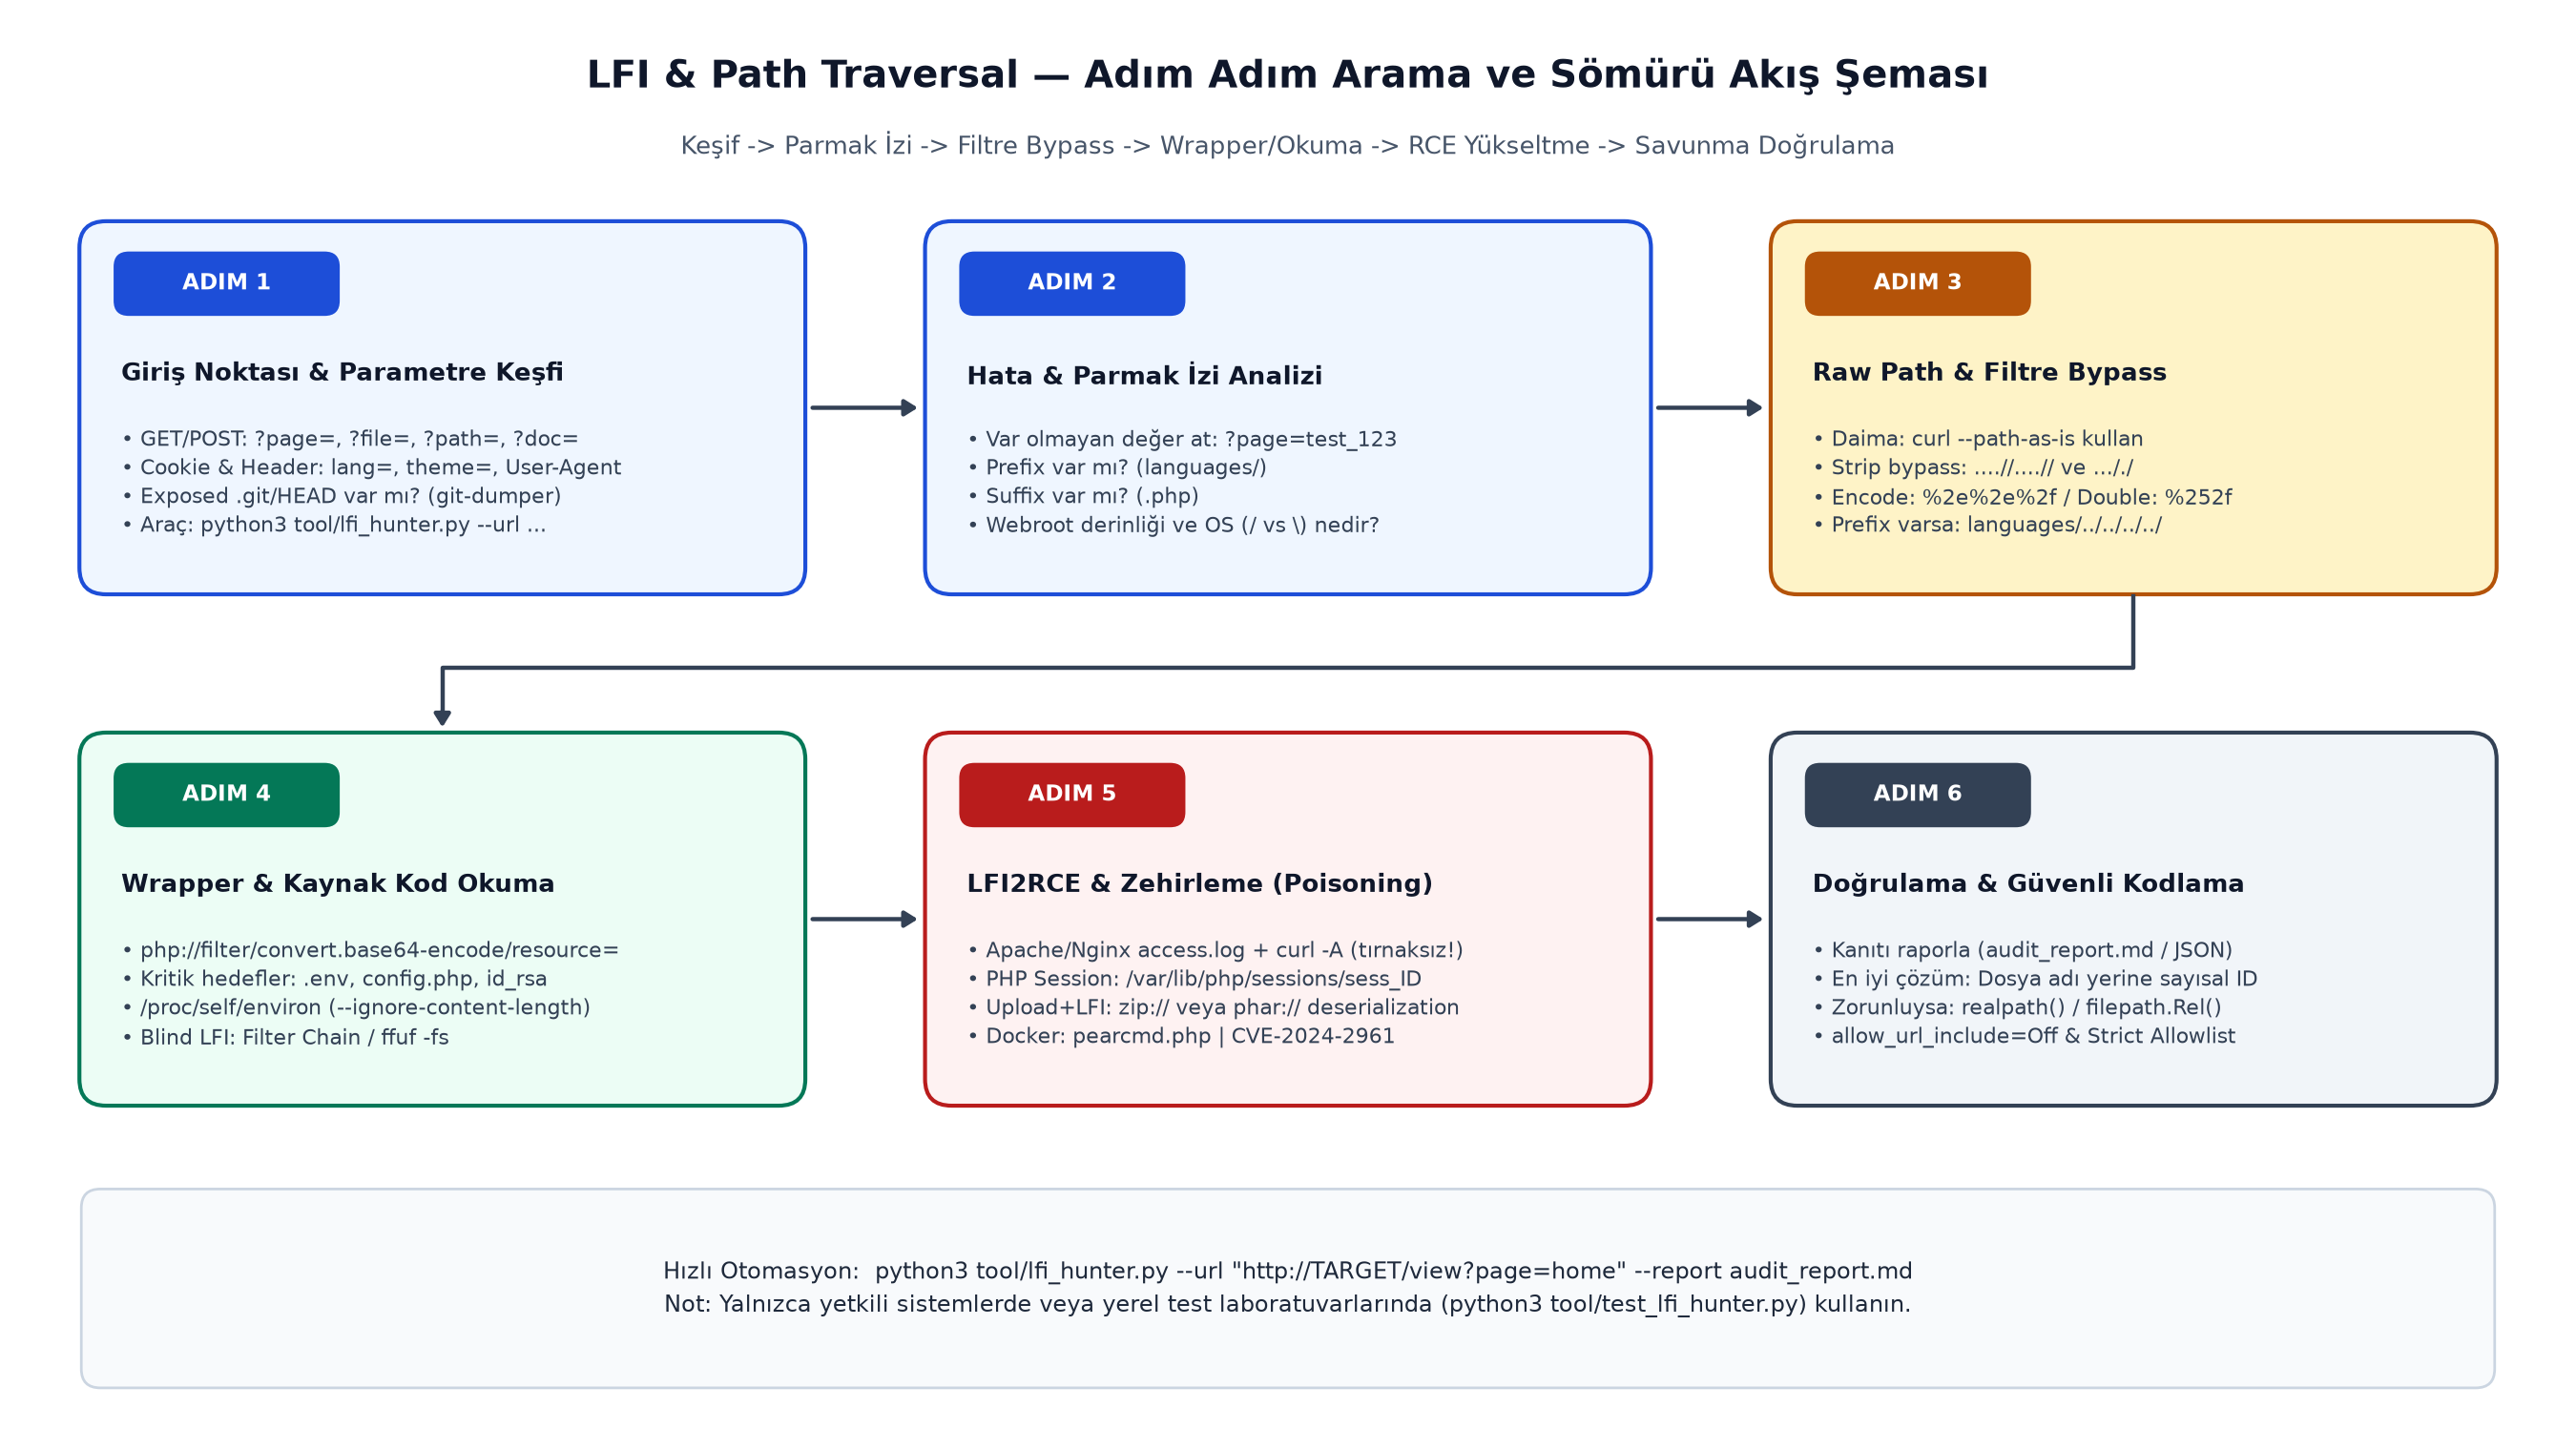 LFI & Path Traversal — Adım Adım Arama ve Sömürü Akış Şeması
Keşif -> Parmak İzi -> Filtre Bypass -> Wrapper/Okuma -> RCE Yükseltme -> Savunma Doğrulama
ADIM 1
Giriş Noktası & Parametre Keşfi
• GET/POST: ?page=, ?file=, ?path=, ?doc=
• Cookie & Header: lang=, theme=, User-Agent
• Exposed .git/HEAD var mı? (git-dumper)
• Araç: python3 tool/lfi_hunter.py --url ...
ADIM 2
Hata & Parmak İzi Analizi
• Var olmayan değer at: ?page=test_123
• Prefix var mı? (languages/)
• Suffix var mı? (.php)
• Webroot derinliği ve OS (/ vs \) nedir?
ADIM 3
Raw Path & Filtre Bypass
• Daima: curl --path-as-is kullan
• Strip bypass: ....//....// ve ..././
• Encode: %2e%2e%2f / Double: %252f
• Prefix varsa: languages/../../../../
ADIM 4
Wrapper & Kaynak Kod Okuma
• php://filter/convert.base64-encode/resource=
• Kritik hedefler: .env, config.php, id_rsa
• /proc/self/environ (--ignore-content-length)
• Blind LFI: Filter Chain / ffuf -fs
ADIM 5
LFI2RCE & Zehirleme (Poisoning)
• Apache/Nginx access.log + curl -A (tırnaksız!)
• PHP Session: /var/lib/php/sessions/sess_ID
• Upload+LFI: zip:// veya phar:// deserialization
• Docker: pearcmd.php | CVE-2024-2961
ADIM 6
Doğrulama & Güvenli Kodlama
• Kanıtı raporla (audit_report.md / JSON)
• En iyi çözüm: Dosya adı yerine sayısal ID
• Zorunluysa: realpath() / filepath.Rel()
• allow_url_include=Off & Strict Allowlist
Hızlı Otomasyon:  python3 tool/lfi_hunter.py --url "http://TARGET/view?page=home" --report audit_report.md
Not: Yalnızca yetkili sistemlerde veya yerel test laboratuvarlarında (python3 tool/test_lfi_hunter.py) kullanın.